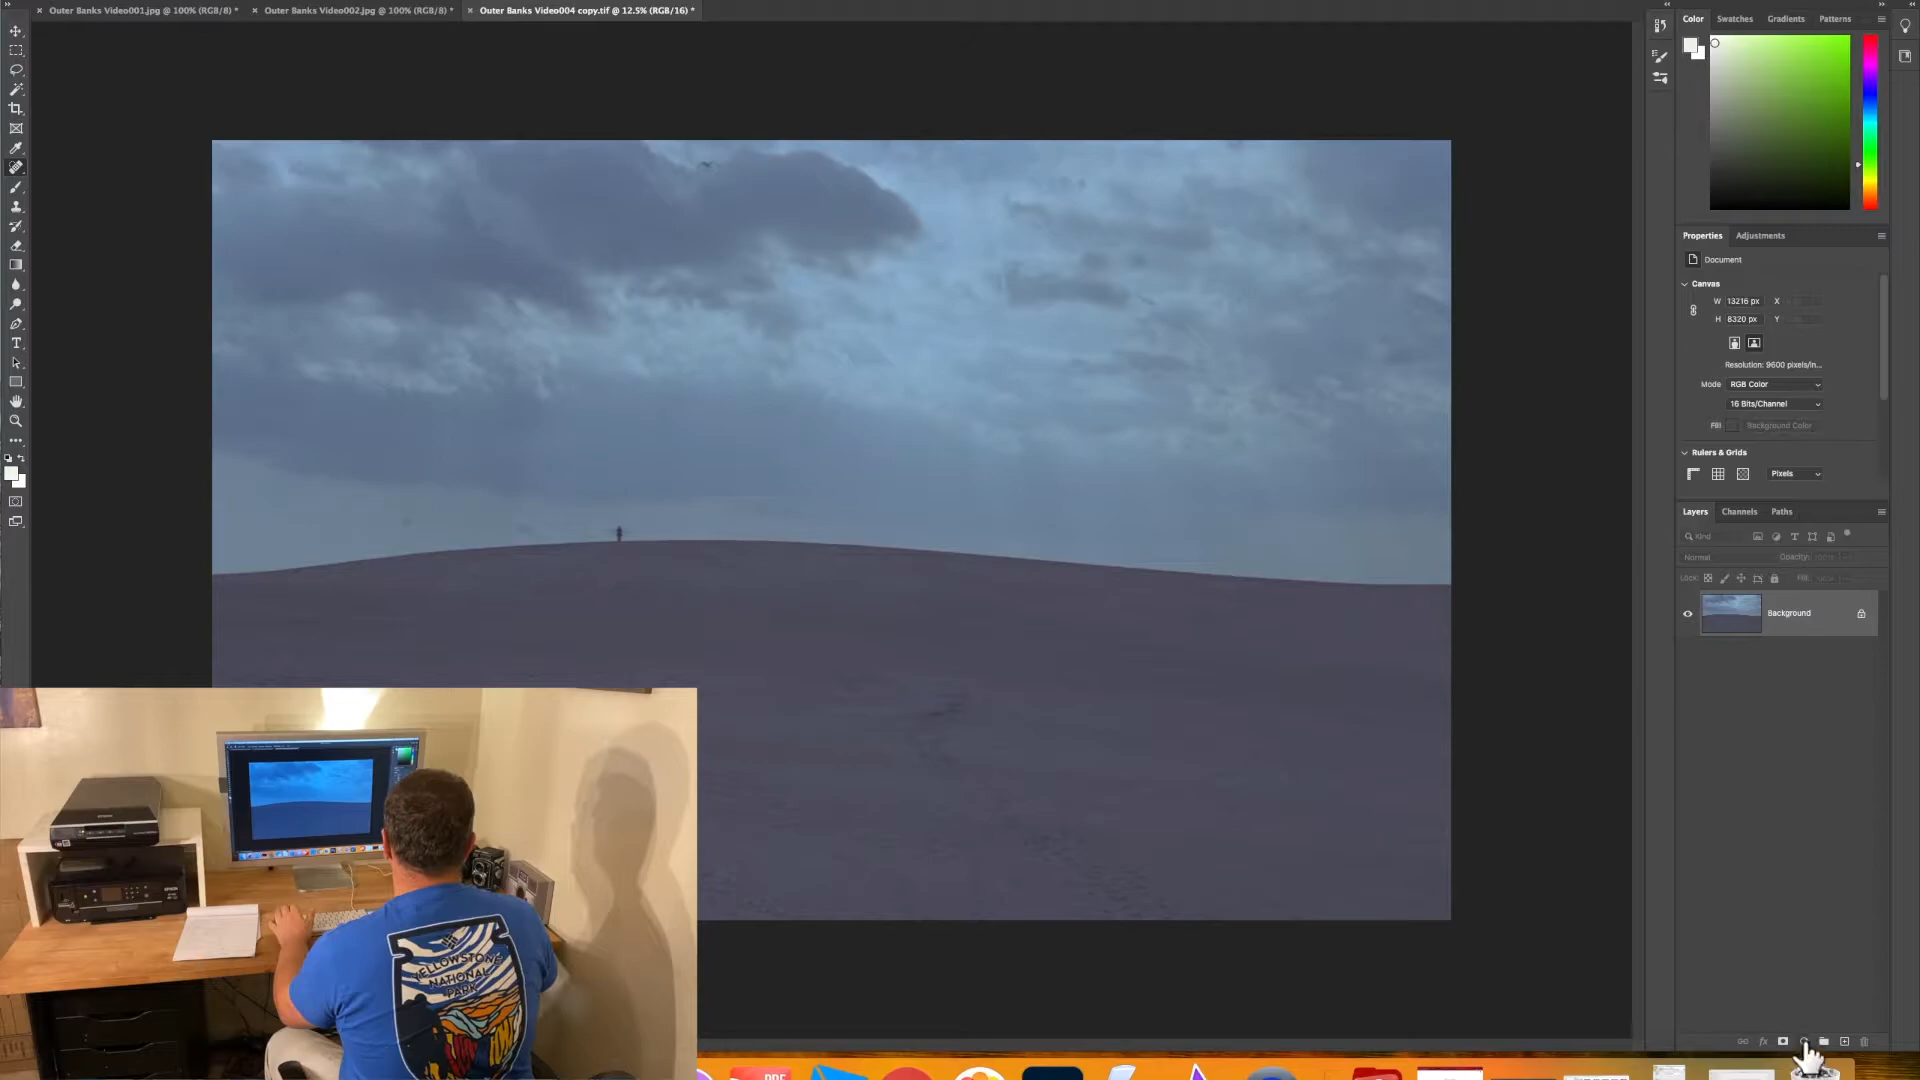 Outer Banks Video001.jpg @ 100% (RGB/8) *
Outer Banks Video002.jpg @ 100% (RGB/8) *
Outer Banks Video004 copy.tif @ 12.5% (RGB/16) *
Color
Swatches
Gradients
Patterns
Properties
Adjustments
Document
Canvas
W 13216 px X
H 8320 px Y
Resolution: 9600 pixels/in...
Mode RGB Color
16 Bits/Channel
Fill Background Color
Rulers & Grids
Pixels
Layers
Channels
Paths
Kind
Normal
Opacity:
Lock:
Fill:
Background
fx
EPSON
YELLOWSTONE
NATIONAL
PARK
PDF